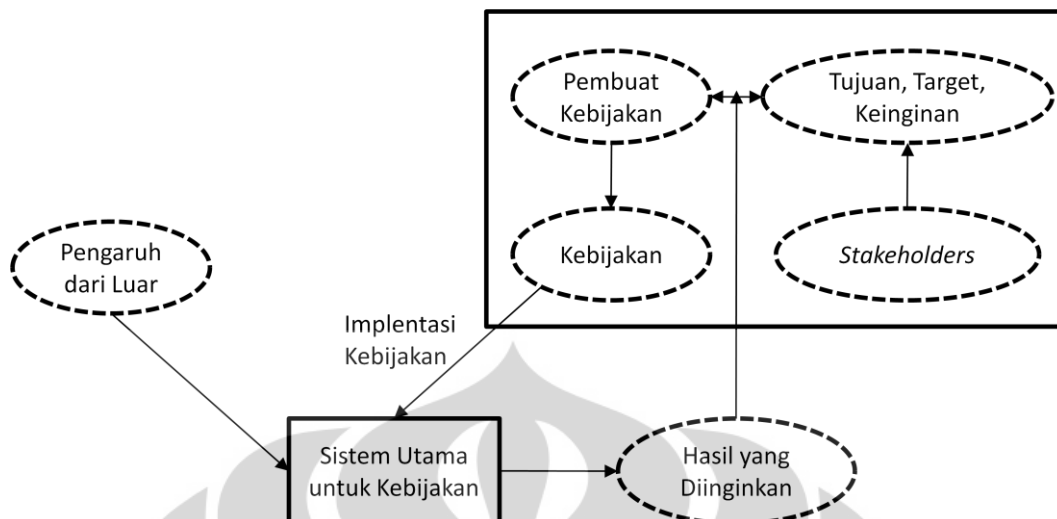 Pembuat
Kebijakan
Tujuan, Target,
Keinginan
Kebijakan
Stakeholders
Pengaruh
dari Luar
Implentasi
Kebijakan
Sistem Utama
untuk Kebijakan
Hasil yang
Diinginkan